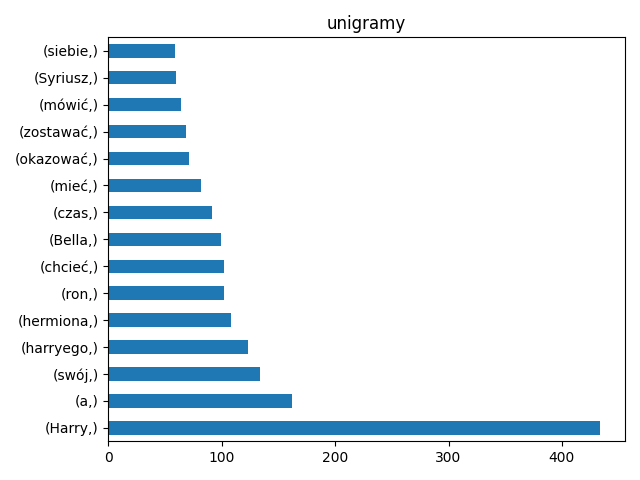 unigramy
(siebie,)
(Syriusz,)
(mówić,)
(zostawać,)
(okazować,)
(mieć,)
(czas,)
(Bella,)
(chcieć,)
(ron,)
(hermiona,)
(harryego,)
(swój,)
(a,)
(Harry,)
0 100 200 300 400